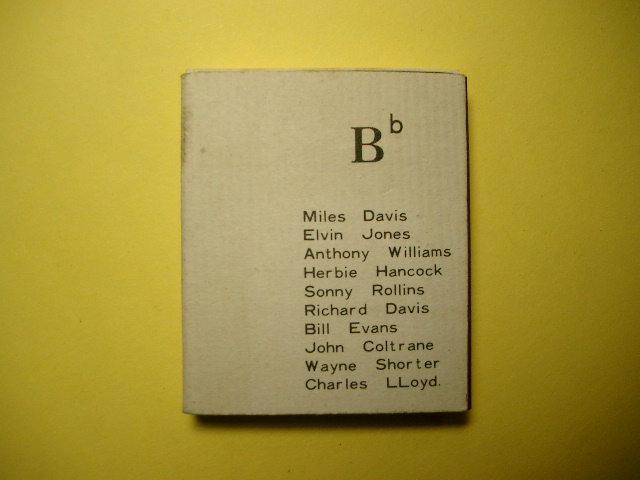 Bb
Miles Davis
Elvin Jones
Anthony Williams
Herbie Hancock
Sonny Rollins
Richard Davis
Bill Evans
John Coltrane
Wayne Shorter
Charles LLoyd.